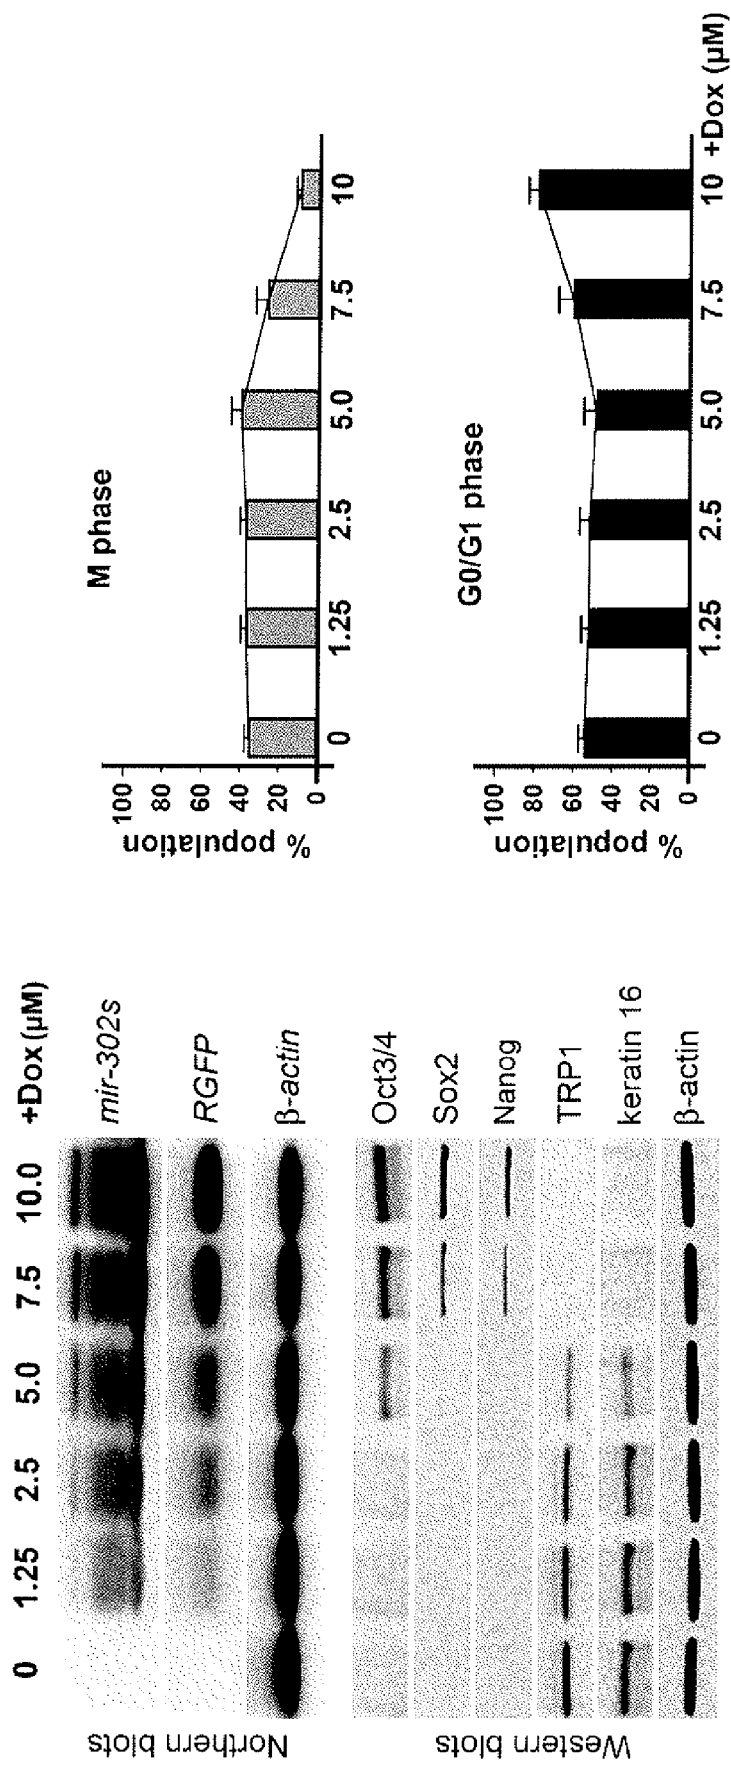 0 1.25 2.5 5.0 7.5 10.0 +Dox (µM)
Northern blots
mir-302s
RGFP
β-actin
Western blots
Oct3/4
Sox2
Nanog
TRP1
keratin 16
β-actin
M phase
% population
100
80
60
40
20
0
0 1.25 2.5 5.0 7.5 10
G0/G1 phase
% population
100
80
60
40
20
0
0 1.25 2.5 5.0 7.5 10 +Dox (µM)